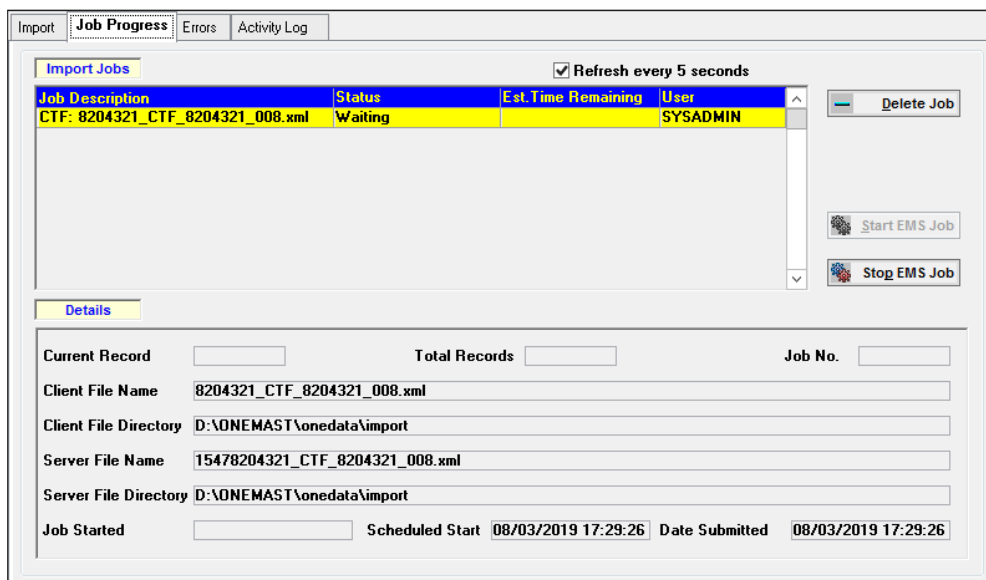 Import Job Progress Errors Activity Log
Import Jobs Refresh every 5 seconds
Job Description Status Est.Time Remaining User
CTF: 8204321_CTF_8204321_008.xml Waiting SYSADMIN
Delete Job
Start EMS Job
Stop EMS Job
Details
Current Record Total Records Job No.
Client File Name 8204321_CTF_8204321_008.xml
Client File Directory D:\ONEMAST\onedata\import
Server File Name 15478204321_CTF_8204321_008.xml
Server File Directory D:\ONEMAST\onedata\import
Job Started Scheduled Start 08/03/2019 17:29:26 Date Submitted 08/03/2019 17:29:26